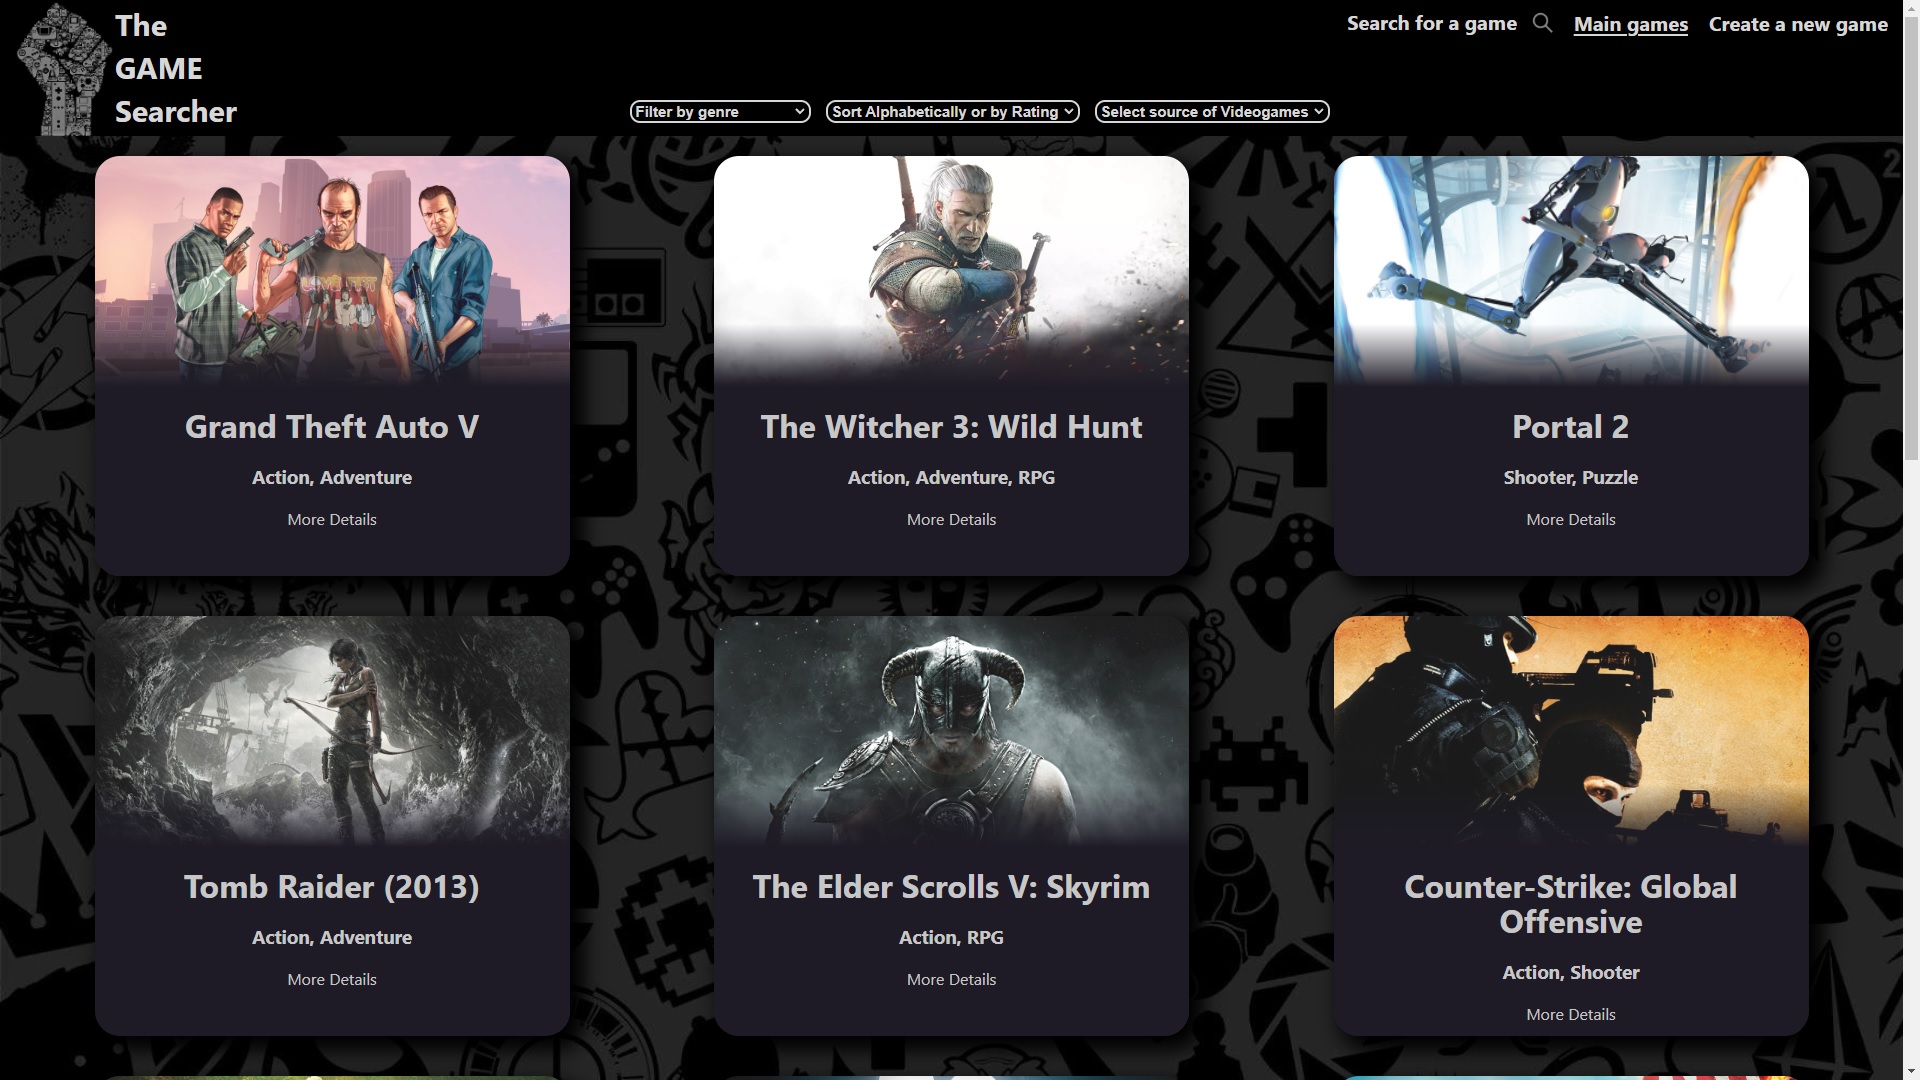 The
GAME
Searcher
Search for a game
Main games
Create a new game
Filter by genre
Sort Alphabetically or by Rating
Select source of Videogames
Grand Theft Auto V
Action, Adventure
More Details
The Witcher 3: Wild Hunt
Action, Adventure, RPG
More Details
Portal 2
Shooter, Puzzle
More Details
Tomb Raider (2013)
Action, Adventure
More Details
The Elder Scrolls V: Skyrim
Action, RPG
More Details
Counter-Strike: Global
Offensive
Action, Shooter
More Details